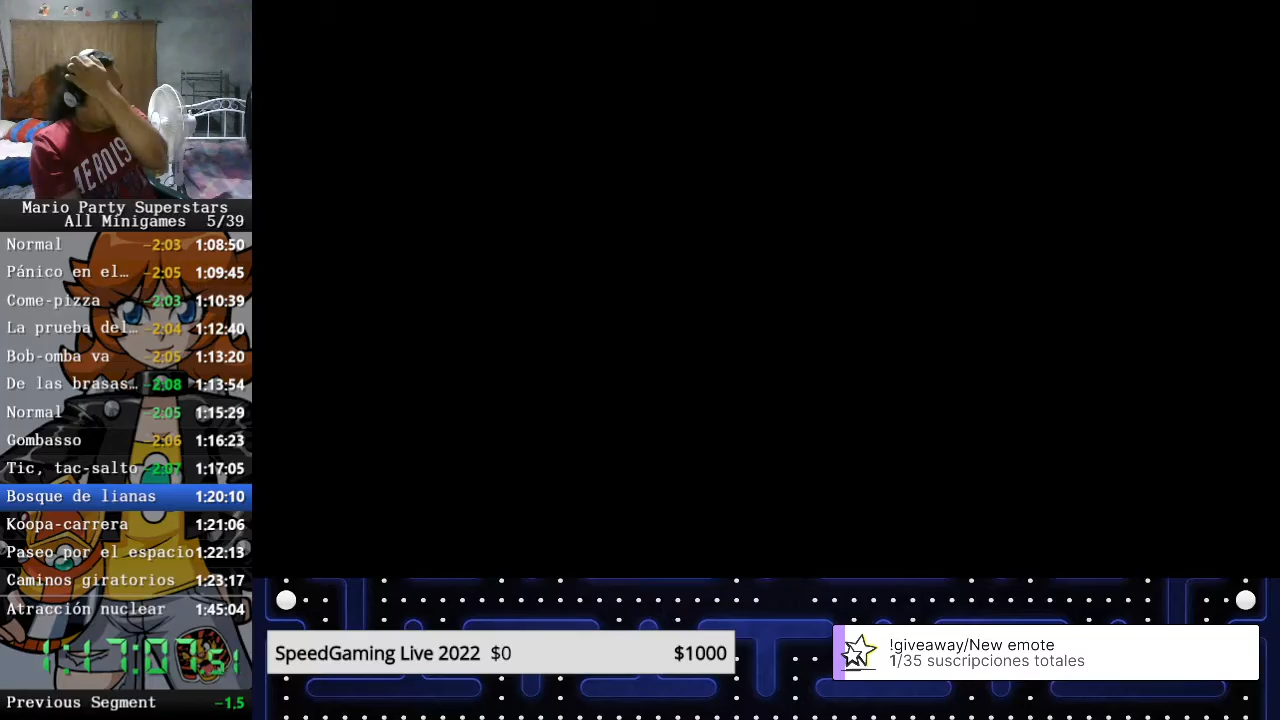 HERO19
Mario Party Superstars
All Minigames 5/39
Normal -2:03 1:08:50
Pánico en el… -2:05 1:09:45
Come-pizza -2:03 1:10:39
La prueba del… -2:04 1:12:40
Bob-omba va -2:05 1:13:20
De las brasas… -2:08 1:13:54
Normal -2:05 1:15:29
Gombasso -2:06 1:16:23
Tic, tac-salto -2:07 1:17:05
Bosque de lianas 1:20:10
Koopa-carrera 1:21:06
Paseo por el espacio 1:22:13
Caminos giratorios 1:23:17
Atracción nuclear 1:45:04
1:17:07.51
Previous Segment -1.5
SpeedGaming Live 2022 $0 $1000
!giveaway/New emote
1/35 suscripciones totales